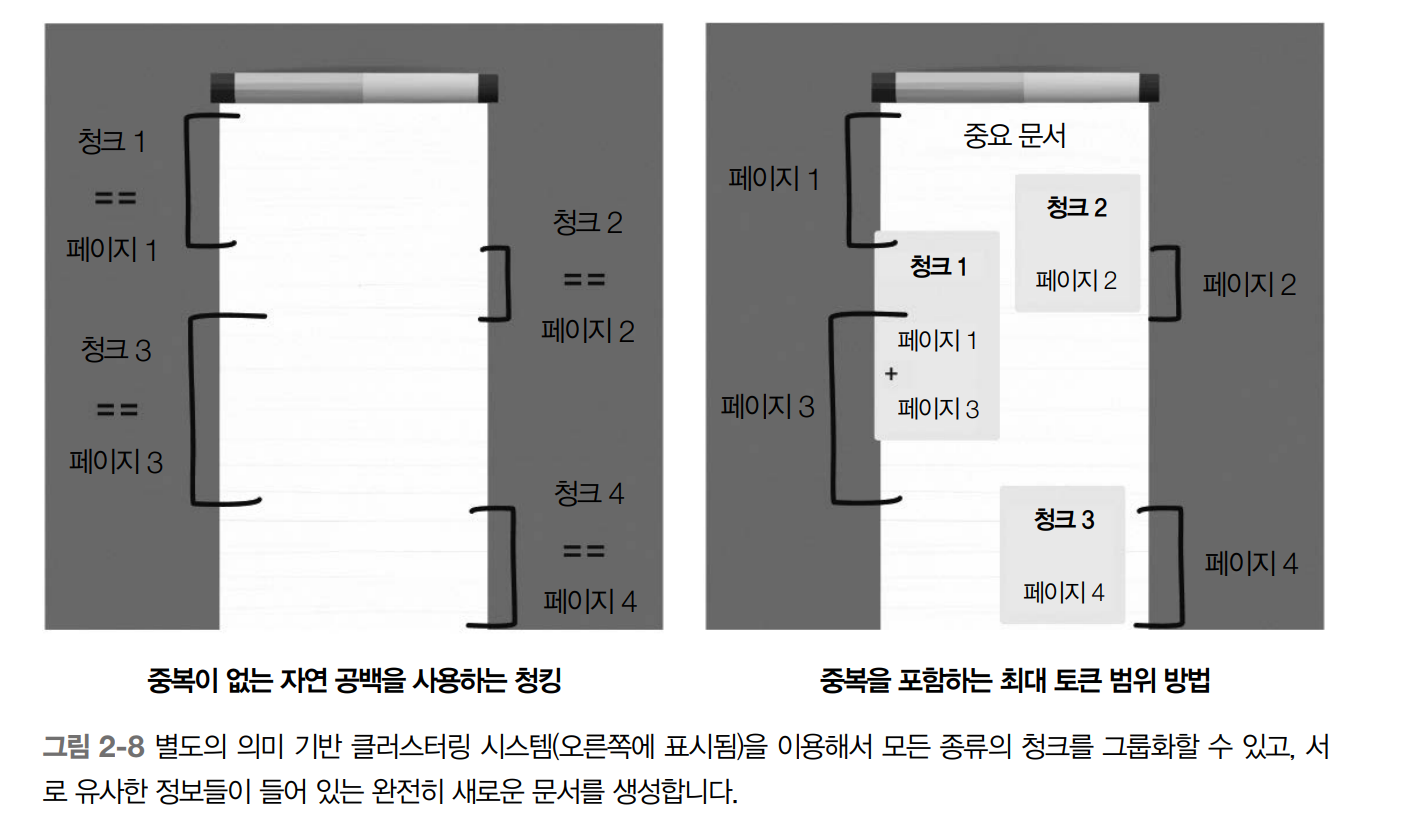 청크 1
==
페이지 1
청크 2
==
페이지 2
청크 3
==
페이지 3
청크 4
==
페이지 4
중복이 없는 자연 공백을 사용하는 청킹
중요 문서
페이지 1
청크 2
페이지 2
청크 1
페이지 1
+
페이지 3
페이지 2
페이지 3
청크 3
페이지 4
페이지 4
중복을 포함하는 최대 토큰 범위 방법
그림 2-8 별도의 의미 기반 클러스터링 시스템(오른쪽에 표시됨)을 이용해서 모든 종류의 청크를 그룹화할 수 있고, 서
로 유사한 정보들이 들어 있는 완전히 새로운 문서를 생성합니다.